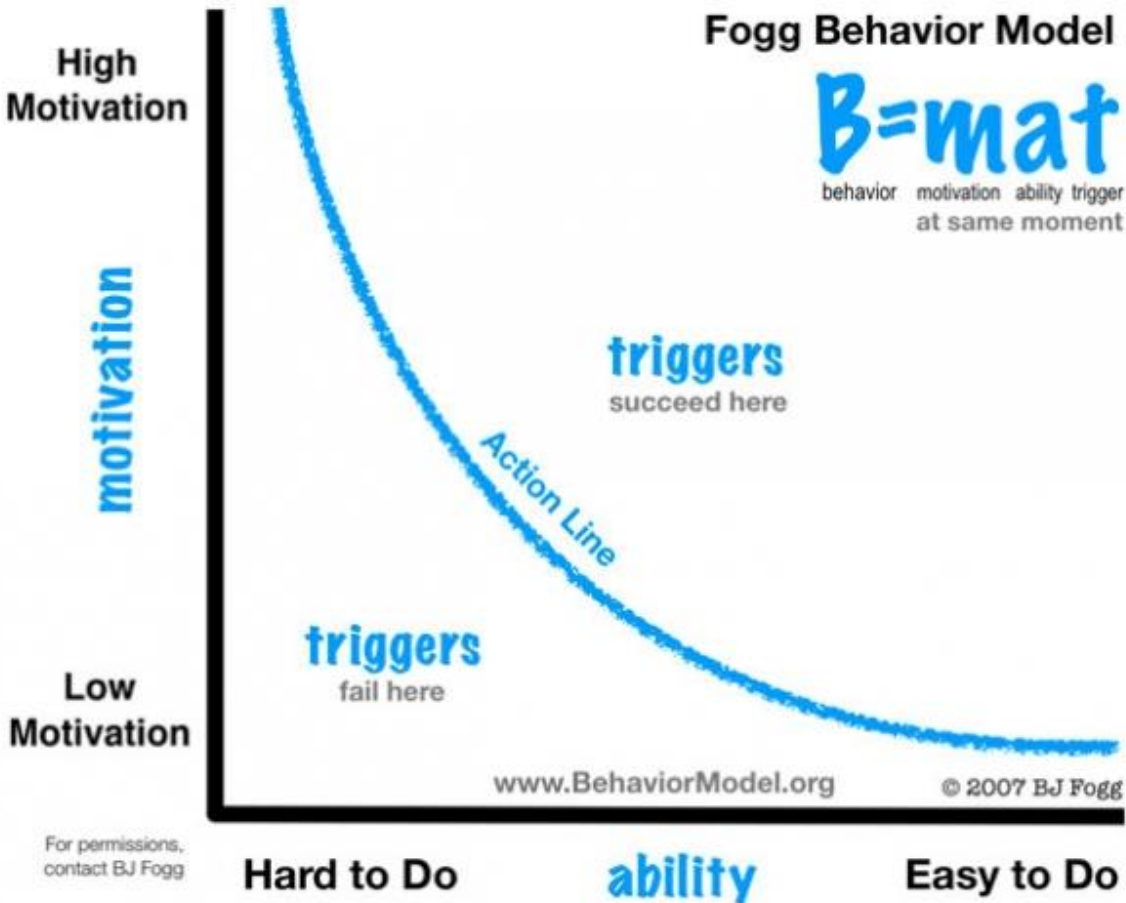 Fogg Behavior Model
B=mat
behavior motivation ability trigger
at same moment
High
Motivation
motivation
triggers
succeed here
Action Line
triggers
fail here
Low
Motivation
www.BehaviorModel.org
© 2007 BJ Fogg
For permissions,
contact BJ Fogg
Hard to Do
ability
Easy to Do